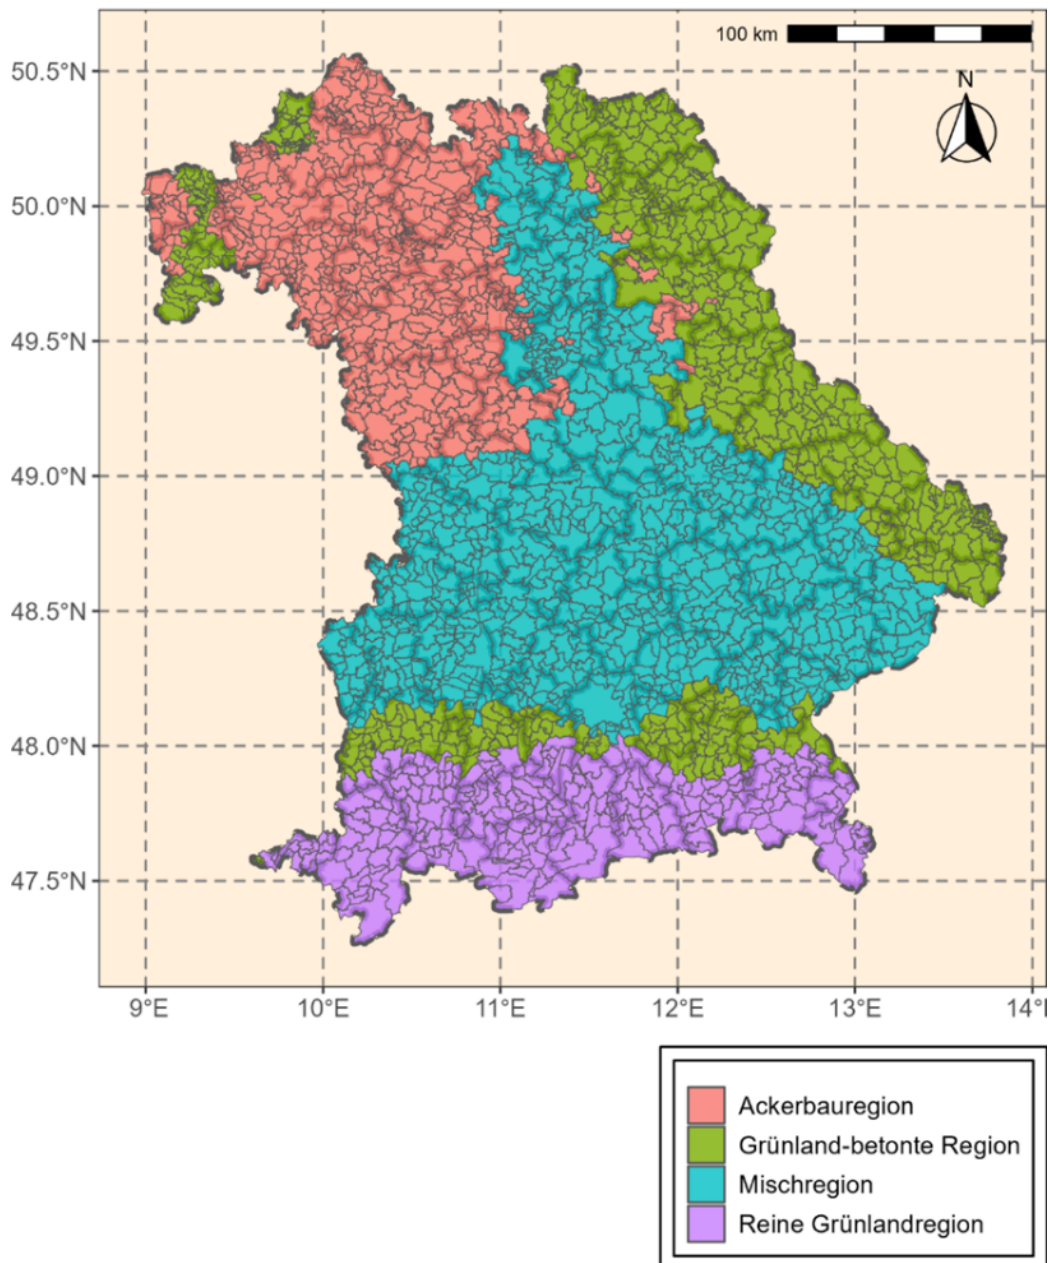 100 km
N
50.5°N
50.0°N
49.5°N
49.0°N
48.5°N
48.0°N
47.5°N
9°E 10°E 11°E 12°E 13°E 14°E
Ackerbauregion
Grünland-betonte Region
Mischregion
Reine Grünlandregion